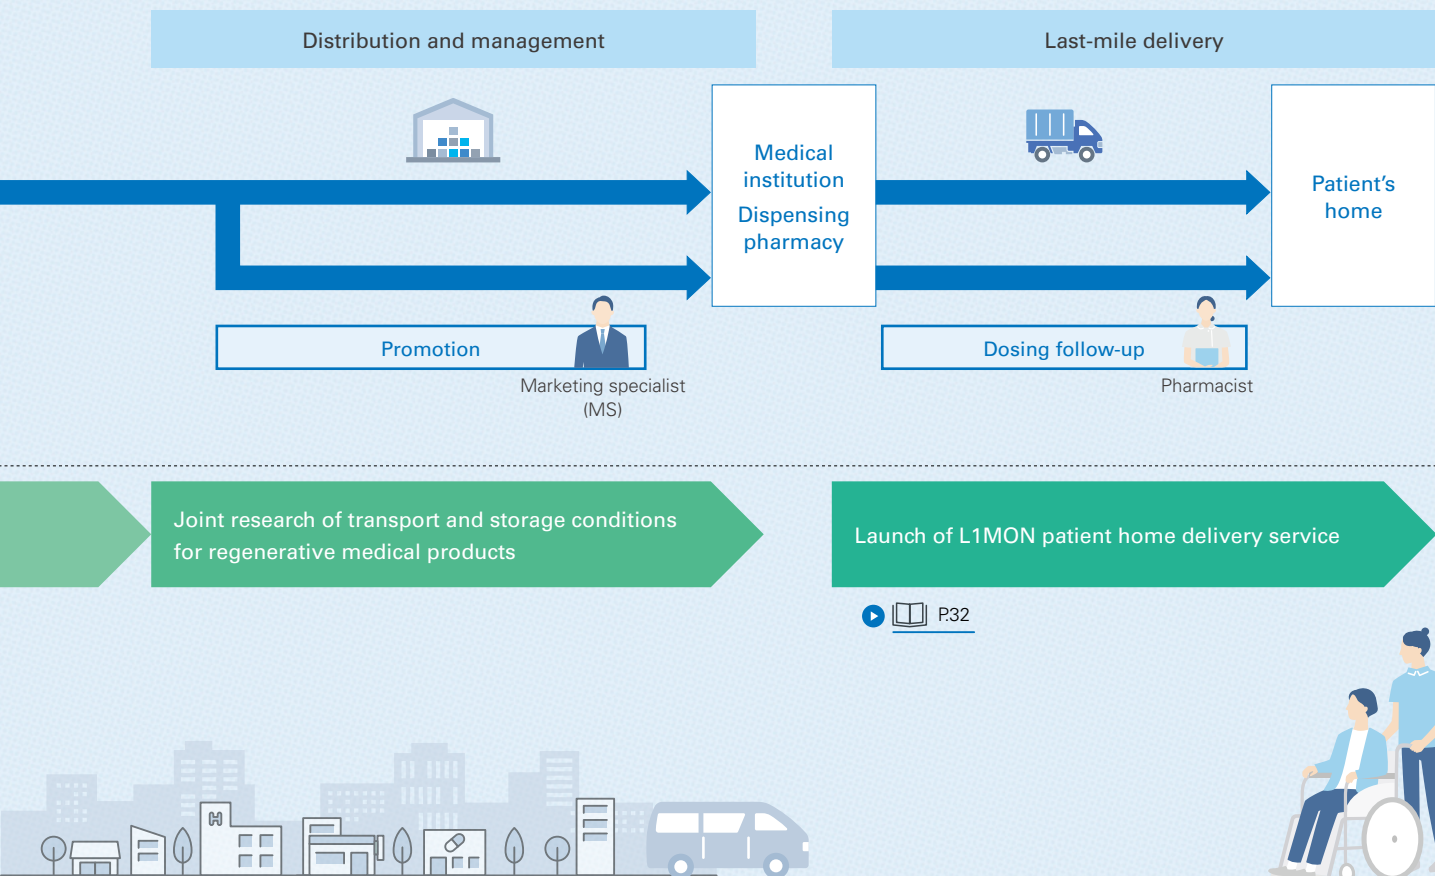 Distribution and management
Last-mile delivery
Medical
institution
Dispensing
pharmacy
Patient’s
home
Promotion
Marketing specialist
(MS)
Dosing follow-up
Pharmacist
Joint research of transport and storage conditions
for regenerative medical products
Launch of L1MON patient home delivery service
P.32
H